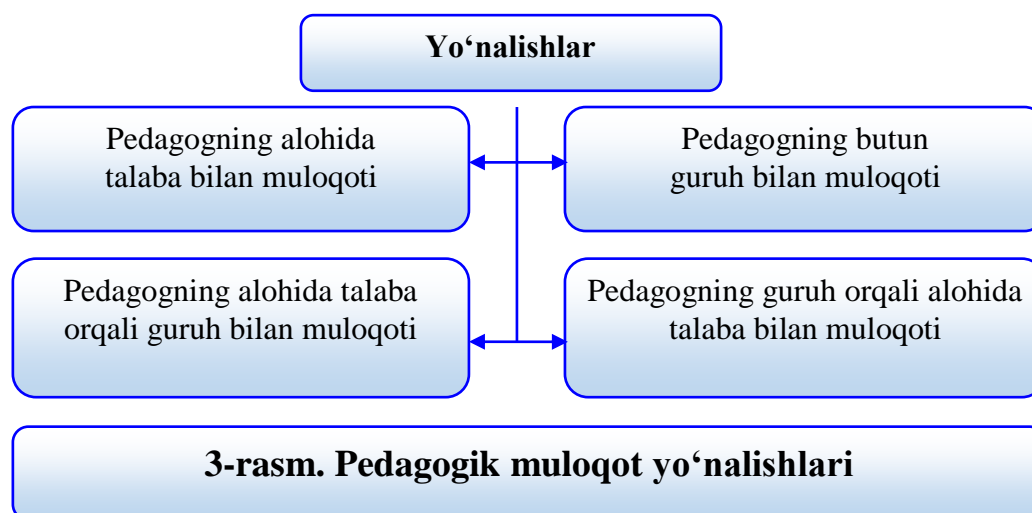 Yo‘nalishlar
Pedagogning alohida
talaba bilan muloqoti
Pedagogning butun
guruh bilan muloqoti
Pedagogning alohida talaba
orqali guruh bilan muloqoti
Pedagogning guruh orqali alohida
talaba bilan muloqoti
3-rasm. Pedagogik muloqot yo‘nalishlari